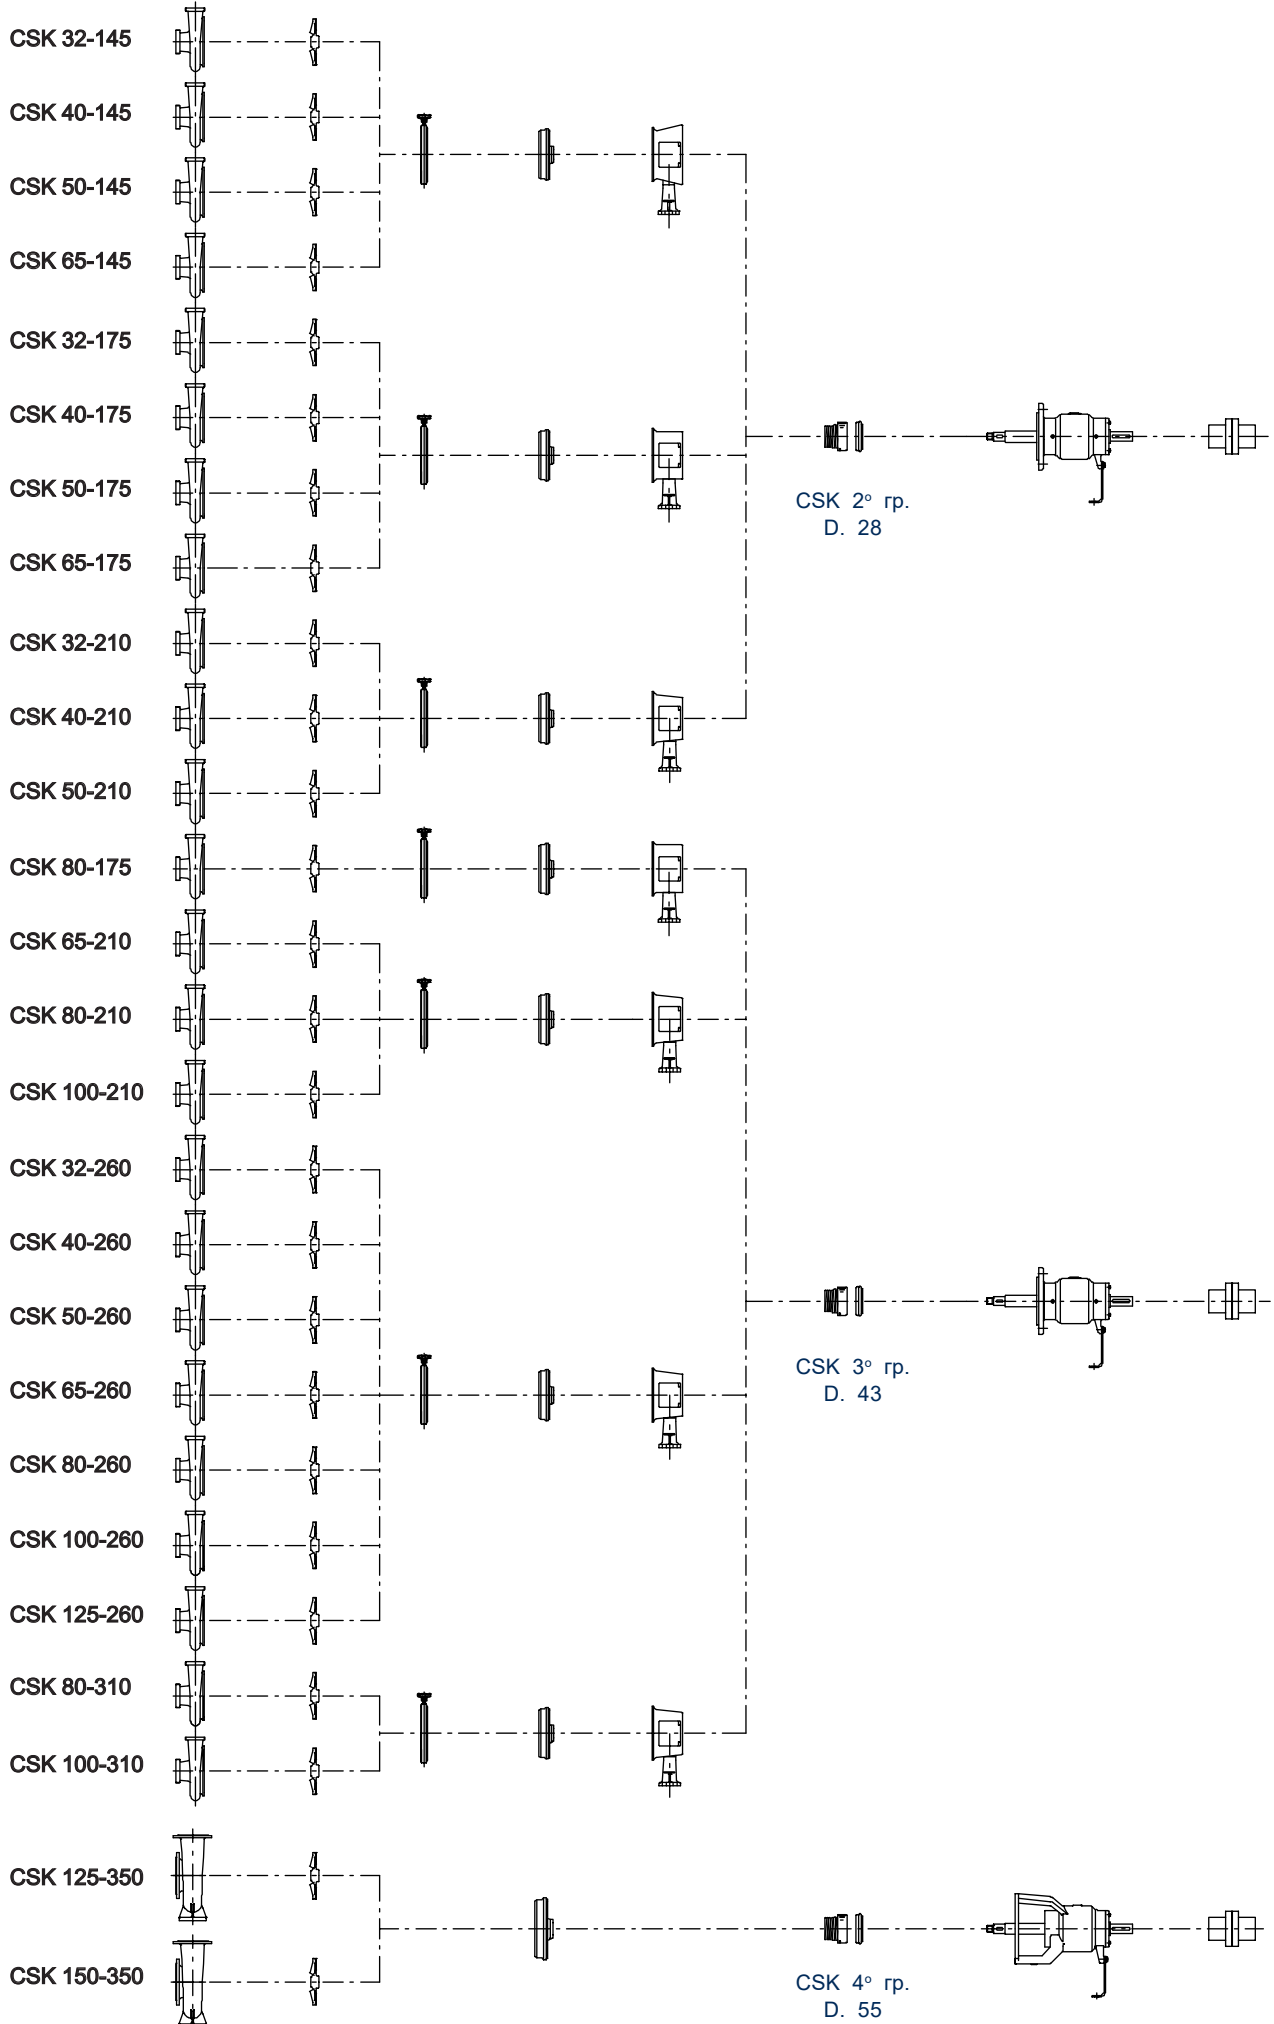 CSK 32-145
CSK 40-145
CSK 50-145
CSK 65-145
CSK 32-175
CSK 40-175
CSK 50-175
CSK 65-175
CSK 32-210
CSK 40-210
CSK 50-210
CSK 80-175
CSK 65-210
CSK 80-210
CSK 100-210
CSK 32-260
CSK 40-260
CSK 50-260
CSK 65-260
CSK 80-260
CSK 100-260
CSK 125-260
CSK 80-310
CSK 100-310
CSK 125-350
CSK 150-350
CSK 2° гр.
D. 28
CSK 3° гр.
D. 43
CSK 4° гр.
D. 55